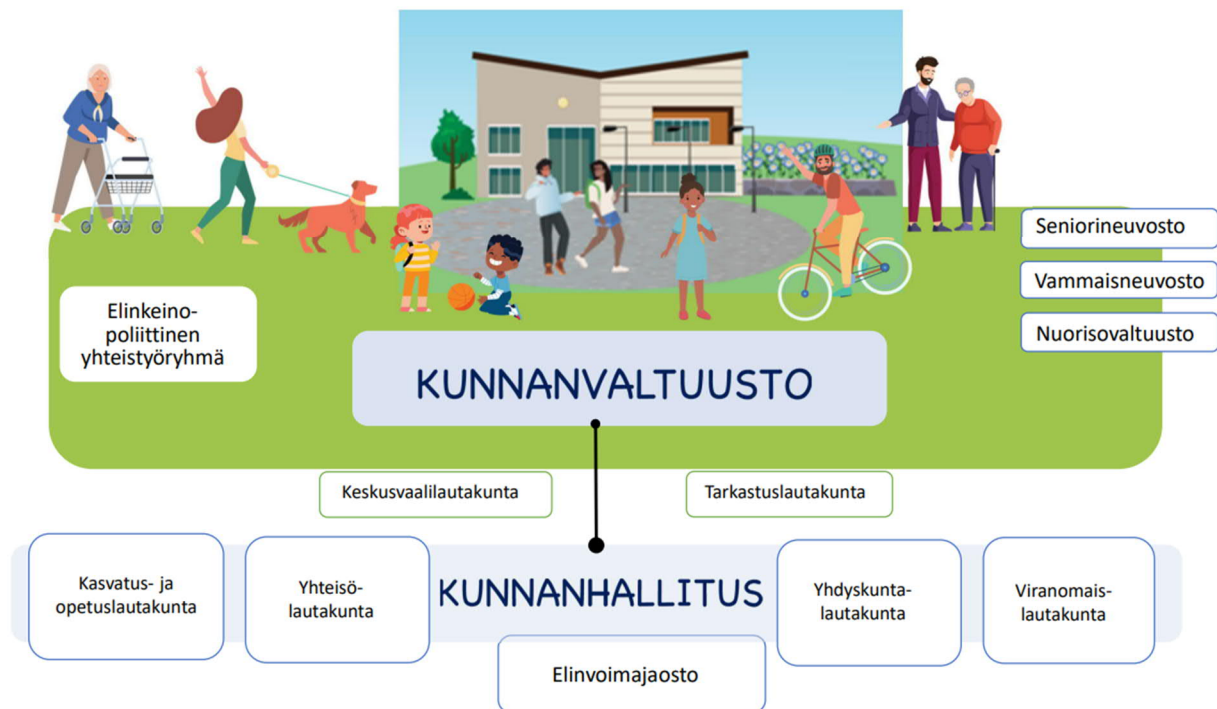 Seniorineuvosto
Vammaisneuvosto
Nuorisovaltuusto
Elinkeino-
poliittinen
yhteistyöryhmä
KUNNANVALTUUSTO
Keskusvaalilautakunta
Tarkastuslautakunta
Kasvatus- ja
opetuslautakunta
Yhteisö-
lautakunta
KUNNANHALLITUS
Yhdyskunta-
lautakunta
Viranomais-
lautakunta
Elinvoimajaosto